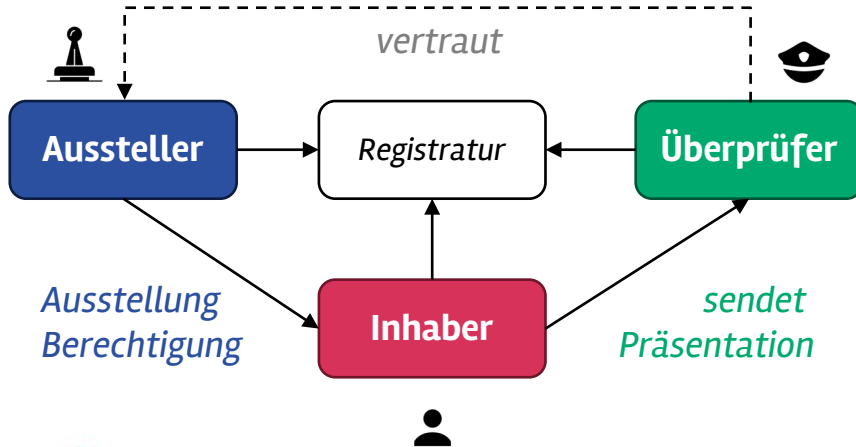 vertraut
Aussteller
Registratur
Überprüfer
Ausstellung
Berechtigung
Inhaber
sendet
Präsentation